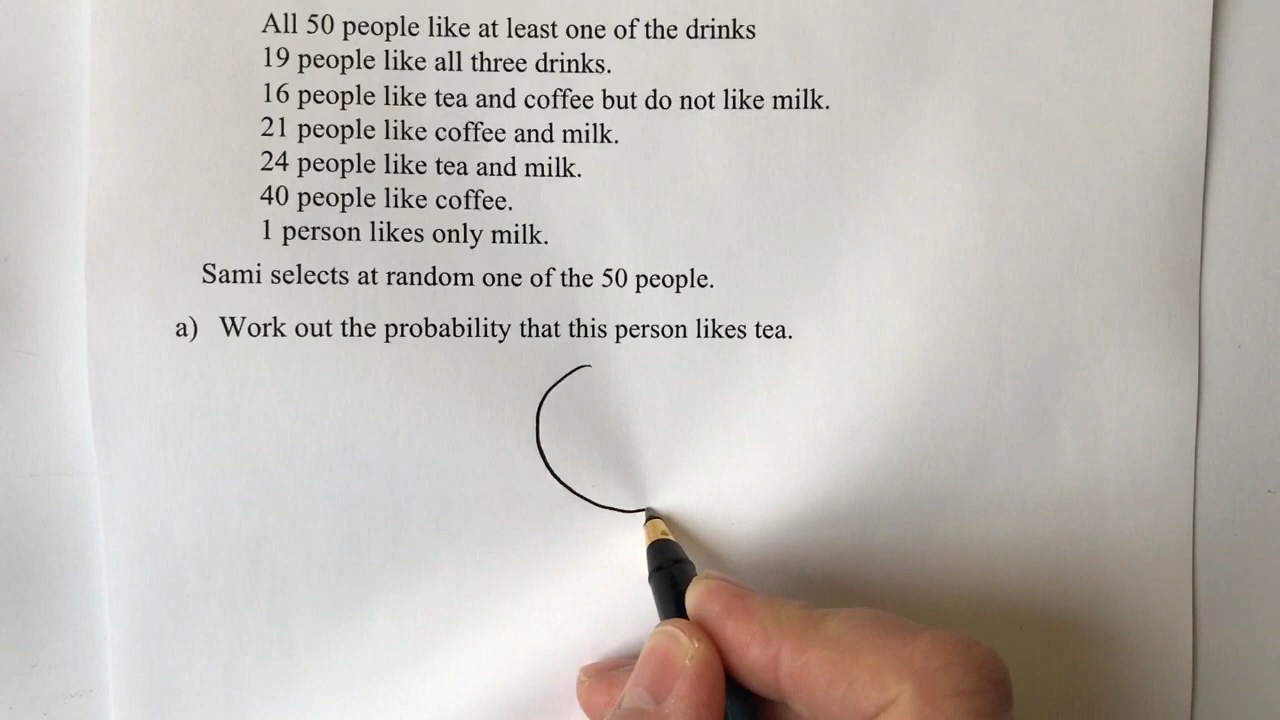 All 50 people like at least one of the drinks
19 people like all three drinks.
16 people like tea and coffee but do not like milk.
21 people like coffee and milk.
24 people like tea and milk.
40 people like coffee.
1 person likes only milk.
Sami selects at random one of the 50 people.
a) Work out the probability that this person likes tea.